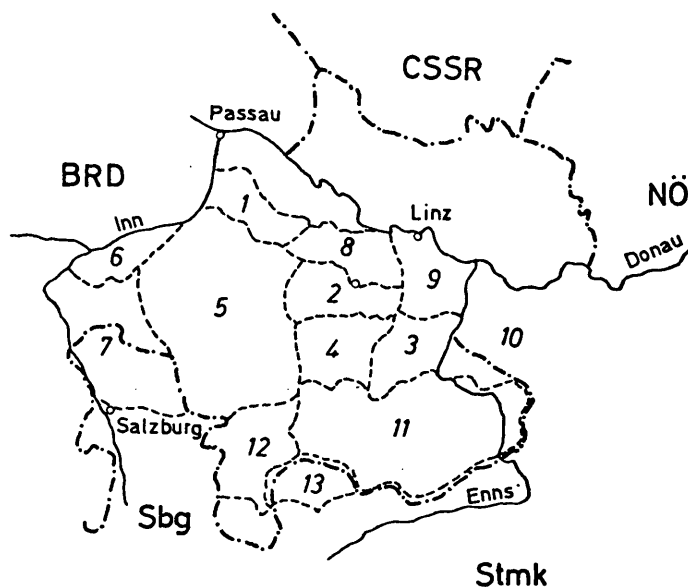 CSSR
Passau
BRD
NÖ
1
Linz
Inn
8
Donau
6
9
2
5
10
7
4
3
Salzburg
11
12
13
Enns
Sbg
Stmk